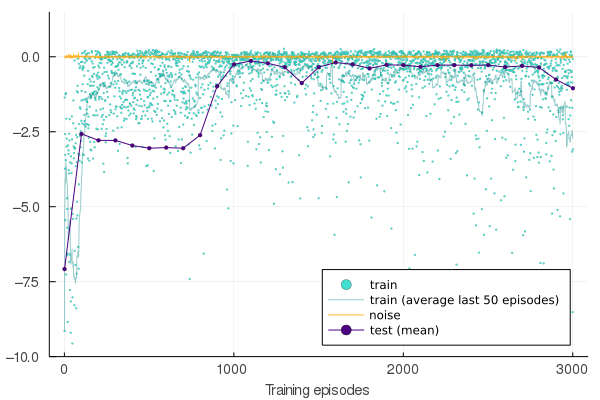 0.0
−2.5
−5.0
−7.5
−10.0
0
1000
2000
3000
Training episodes
train
train (average last 50 episodes)
noise
test (mean)